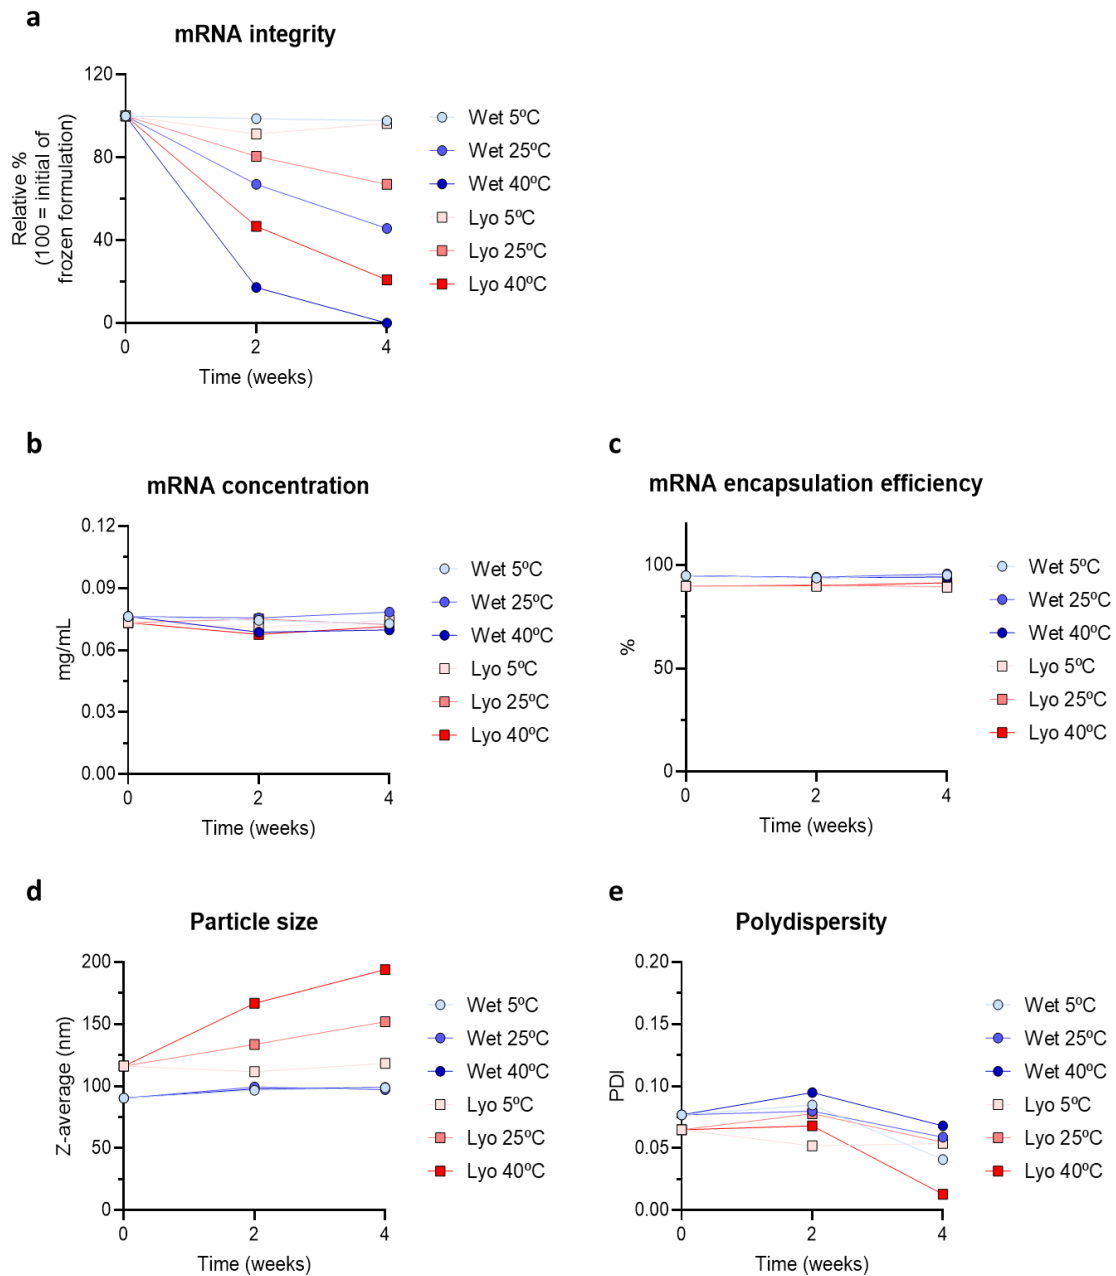 a
mRNA integrity
Relative %
(100 = initial of
frozen formulation)
120
80
40
0
0
2
4
Time (weeks)
Wet 5ºC
Wet 25ºC
Wet 40ºC
Lyo 5ºC
Lyo 25ºC
Lyo 40ºC
b
mRNA concentration
mg/mL
0.12
0.09
0.06
0.03
0.00
0
2
4
Time (weeks)
Wet 5ºC
Wet 25ºC
Wet 40ºC
Lyo 5ºC
Lyo 25ºC
Lyo 40ºC
c
mRNA encapsulation efficiency
%
100
50
0
0
2
4
Time (weeks)
Wet 5ºC
Wet 25ºC
Wet 40ºC
Lyo 5ºC
Lyo 25ºC
Lyo 40ºC
d
Particle size
Z-average (nm)
200
150
100
50
0
0
2
4
Time (weeks)
Wet 5ºC
Wet 25ºC
Wet 40ºC
Lyo 5ºC
Lyo 25ºC
Lyo 40ºC
e
Polydispersity
PDI
0.20
0.15
0.10
0.05
0.00
0
2
4
Time (weeks)
Wet 5ºC
Wet 25ºC
Wet 40ºC
Lyo 5ºC
Lyo 25ºC
Lyo 40ºC